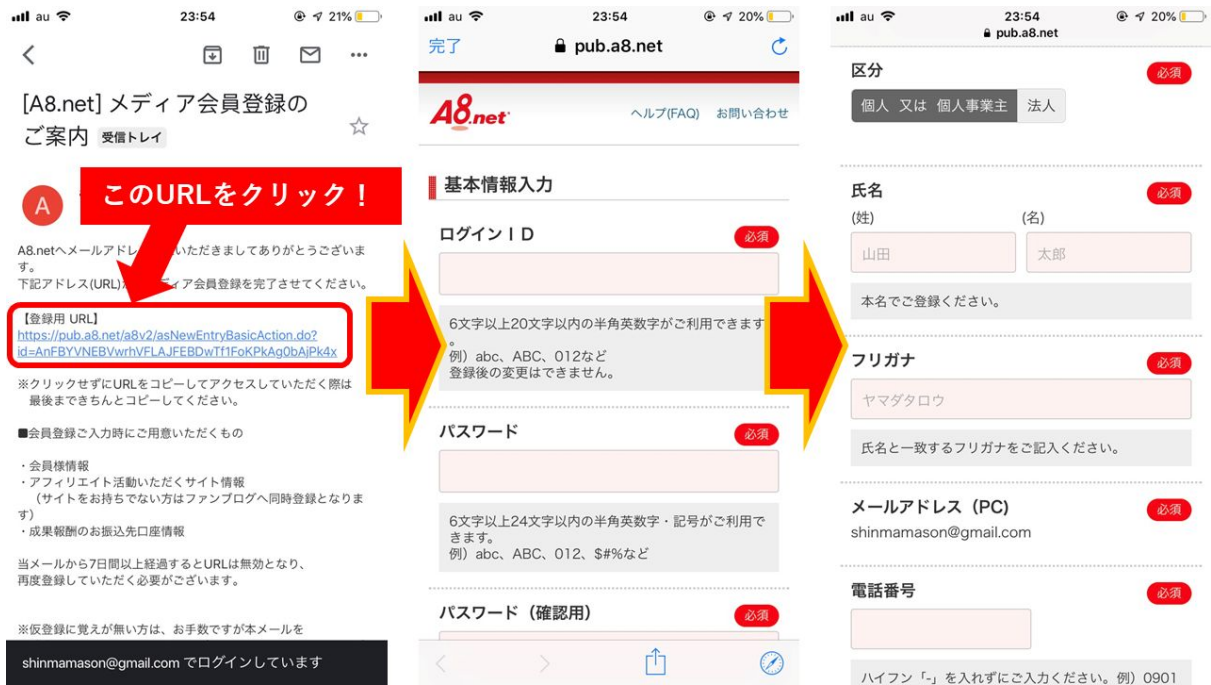 au
23:54
21%
[A8.net] メディア会員登録の
ご案内 受信トレイ
このURLをクリック！
A
A8.netへメールアドレ いただきましてありがとうございま
す。
下記アドレス(URL) ディア会員登録を完了させてください。
【登録用 URL】
https://pub.a8.net/a8v2/asNewEntryBasicAction.do?
id=AnFBYVNEBVwrhVFLAJFEBDwTf1FoKPkAg0bAjPk4x
※クリックせずにURLをコピーしてアクセスしていただく際は
最後まできちんとコピーしてください。
■会員登録ご入力時にご用意いただくもの
・会員様情報
・アフィリエイト活動いただくサイト情報
（サイトをお持ちでない方はファンブログへ同時登録となりま
す）
・成果報酬のお振込先口座情報
当メールから7日間以上経過するとURLは無効となり、
再度登録していただく必要がございます。
※仮登録に覚えが無い方は、お手数ですが本メールを
shinmamason@gmail.com でログインしています
au
23:54
20%
完了
pub.a8.net
A8.net
ヘルプ(FAQ) お問い合わせ
基本情報入力
ログインＩＤ 必須
6文字以上20文字以内の半角英数字がご利用できます
。
例）abc、ABC、012など
登録後の変更はできません。
パスワード 必須
6文字以上24文字以内の半角英数字・記号がご利用で
きます。
例）abc、ABC、012、$#%など
パスワード（確認用） 必須
au
23:54
20%
pub.a8.net
区分 必須
個人 又は 個人事業主 法人
氏名 必須
(姓) (名)
山田 太郎
本名でご登録ください。
フリガナ 必須
ヤマダタロウ
氏名と一致するフリガナをご記入ください。
メールアドレス（PC) 必須
shinmamason@gmail.com
電話番号 必須
ハイフン「-」を入れずにご入力ください。例）0901